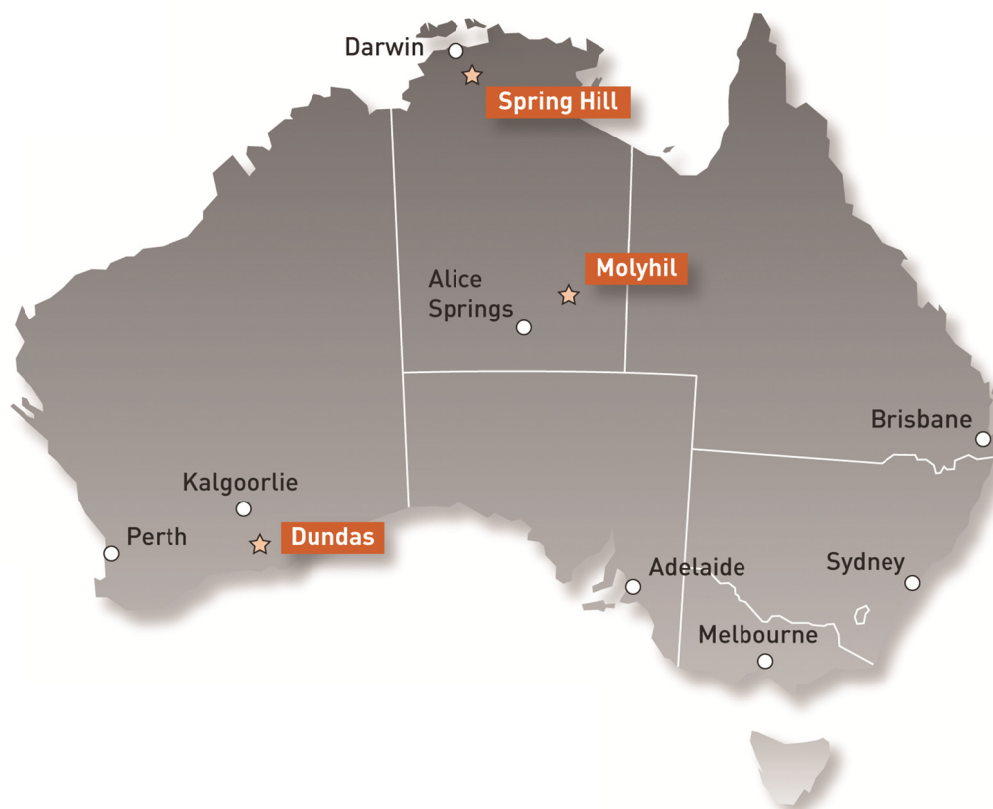 Darwin
Spring Hill
Molyhil
Alice
Springs
Brisbane
Kalgoorlie
Perth
Dundas
Adelaide
Sydney
Melbourne